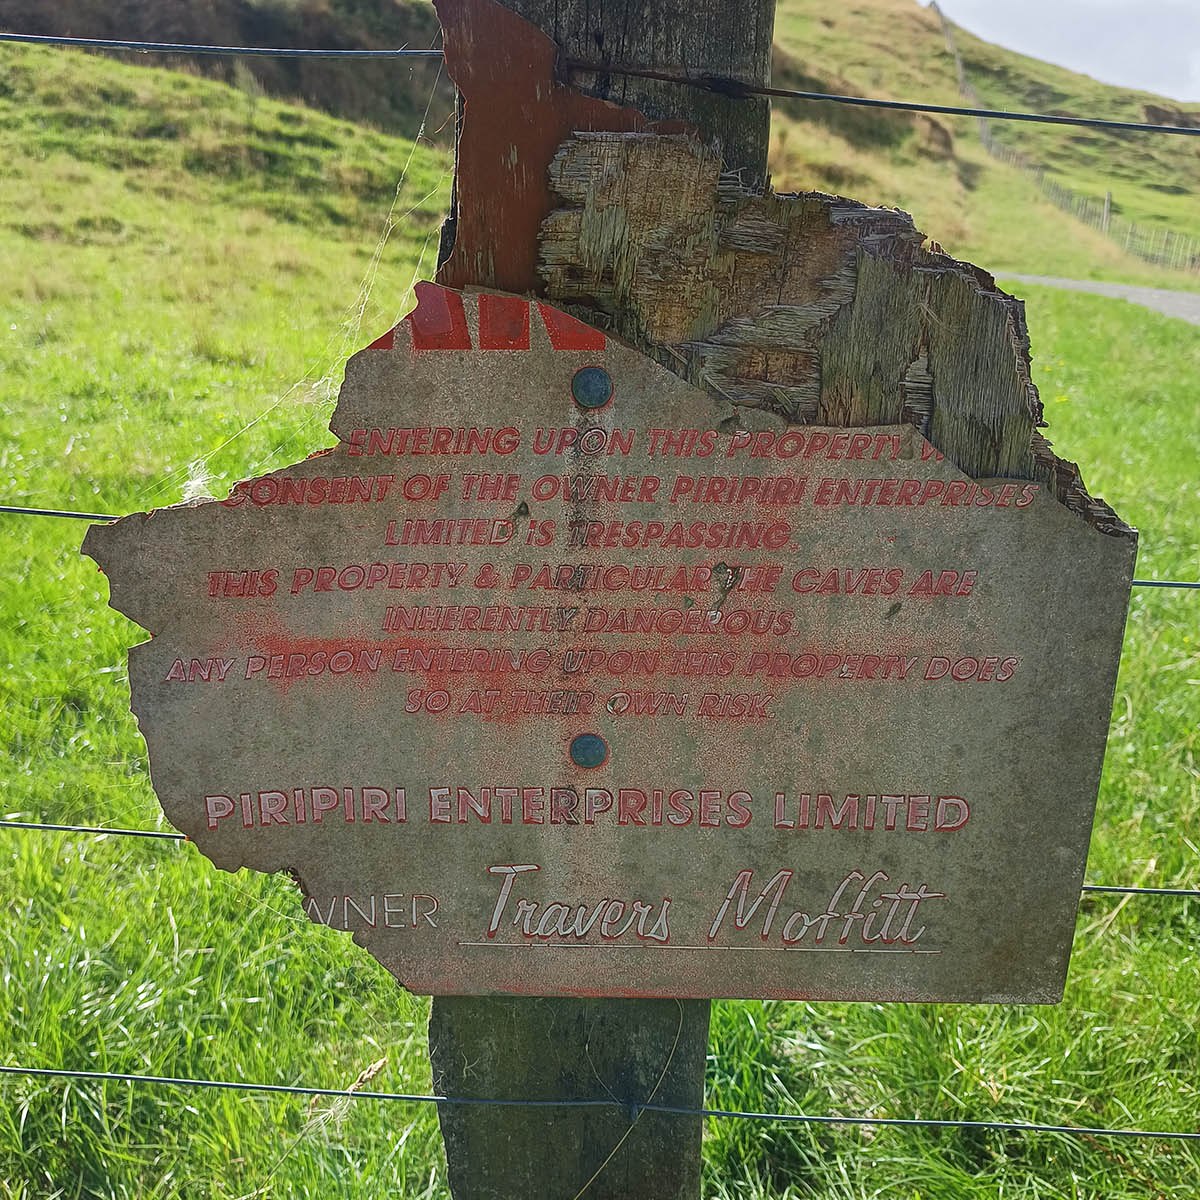 ENTERING UPON THIS PROPERTY W
CONSENT OF THE OWNER PIRIPIRI ENTERPRISES
LIMITED IS TRESPASSING.
THIS PROPERTY & PARTICULAR THE CAVES ARE
INHERENTLY DANGEROUS
ANY PERSON ENTERING UPON THIS PROPERTY DOES
SO AT THEIR OWN RISK.
PIRIPIRI ENTERPRISES LIMITED
WNER Travers Moffitt